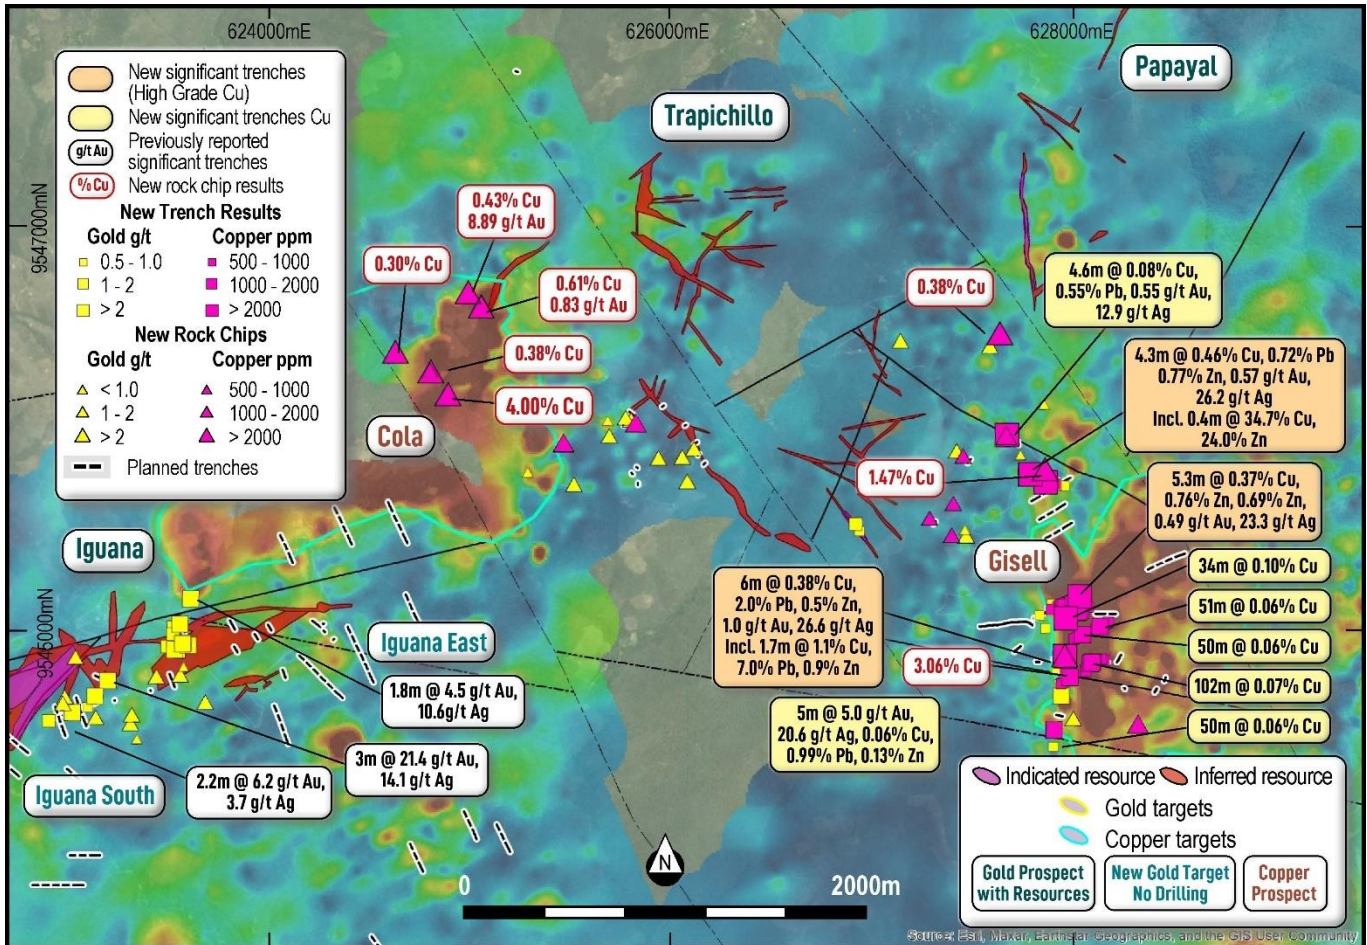 624000mE
626000mE
628000mE
9547000mN
9545000mN
New significant trenches
(High Grade Cu)
New significant trenches Cu
g/t Au
Previously reported
significant trenches
% Cu
New rock chip results
New Trench Results
Gold g/t
Copper ppm
0.5 - 1.0
500 - 1000
1 - 2
1000 - 2000
> 2
> 2000
New Rock Chips
Gold g/t
Copper ppm
< 1.0
500 - 1000
1 - 2
1000 - 2000
> 2
> 2000
Planned trenches
Papayal
Trapichillo
0.43% Cu
8.89 g/t Au
0.30% Cu
0.61% Cu
0.83 g/t Au
0.38% Cu
4.00% Cu
Cola
0.38% Cu
4.6m @ 0.08% Cu,
0.55% Pb, 0.55 g/t Au,
12.9 g/t Ag
4.3m @ 0.46% Cu, 0.72% Pb
0.77% Zn, 0.57 g/t Au,
26.2 g/t Ag
Incl. 0.4m @ 34.7% Cu,
24.0% Zn
1.47% Cu
5.3m @ 0.37% Cu,
0.76% Zn, 0.69% Zn,
0.49 g/t Au, 23.3 g/t Ag
Gisell
34m @ 0.10% Cu
51m @ 0.06% Cu
50m @ 0.06% Cu
102m @ 0.07% Cu
50m @ 0.06% Cu
6m @ 0.38% Cu,
2.0% Pb, 0.5% Zn,
1.0 g/t Au, 26.6 g/t Ag
Incl. 1.7m @ 1.1% Cu,
7.0% Pb, 0.9% Zn
3.06% Cu
5m @ 5.0 g/t Au,
20.6 g/t Ag, 0.06% Cu,
0.99% Pb, 0.13% Zn
Iguana
Iguana East
1.8m @ 4.5 g/t Au,
10.6g/t Ag
3m @ 21.4 g/t Au,
14.1 g/t Ag
2.2m @ 6.2 g/t Au,
3.7 g/t Ag
Iguana South
N
0
2000m
Indicated resource
Inferred resource
Gold targets
Copper targets
Gold Prospect
with Resources
New Gold Target
No Drilling
Copper
Prospect
Source: Esri, Maxar, Earthstar Geographics, and the GIS User Community